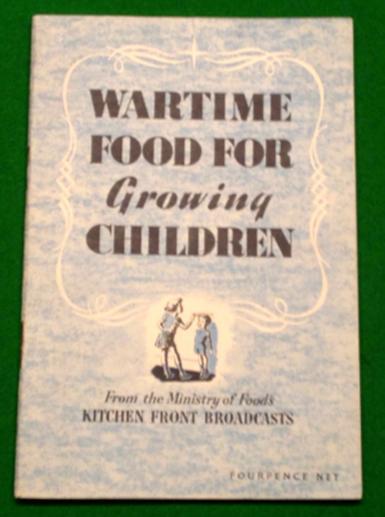 WARTIME
FOOD FOR
Growing
CHILDREN
From the Ministry of Food's
KITCHEN FRONT BROADCASTS
FOURPENCE NET